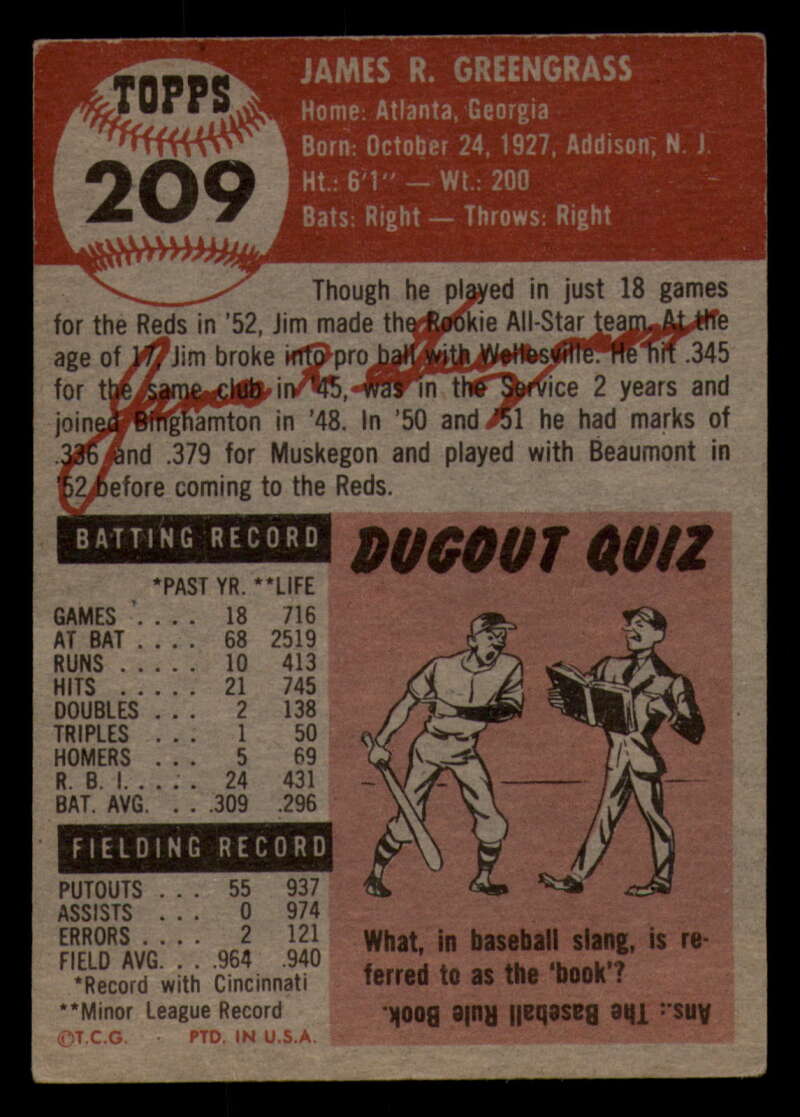 TOPPS
209
JAMES R. GREENGRASS
Home: Atlanta, Georgia
Born: October 24, 1927, Addison, N. J.
Ht.: 6'1" — Wt.: 200
Bats: Right — Throws: Right
Though he played in just 18 games
for the Reds in '52, Jim made the Rookie All-Star team. At the
age of 17, Jim broke into pro ball with Wellesville. He hit .345
for the same club in '45, was in the Service 2 years and
joined Binghamton in '48. In '50 and '51 he had marks of
.336 and .379 for Muskegon and played with Beaumont in
'52 before coming to the Reds.
James R. Greengrass
BATTING RECORD
*PAST YR. **LIFE
GAMES . . . . 18 716
AT BAT . . . . 68 2519
RUNS . . . . . 10 413
HITS . . . . . 21 745
DOUBLES . . . 2 138
TRIPLES . . . 1 50
HOMERS . . . 5 69
R. B. I. . . . . 24 431
BAT. AVG. . . .309 .296
FIELDING RECORD
PUTOUTS . . . 55 937
ASSISTS . . . 0 974
ERRORS . . . . 2 121
FIELD AVG. . . .964 .940
*Record with Cincinnati
**Minor League Record
©T.C.G. PTD. IN U.S.A.
DUGOUT QUIZ
What, in baseball slang, is re-
ferred to as the 'book'?
Ans.: The Baseball Rule Book.